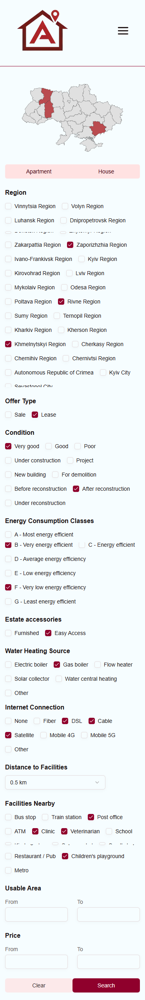 Apartment House
Region
Vinnytsia Region Volyn Region
Luhansk Region Dnipropetrovsk Region
Zakarpattia Region Zaporizhzhia Region
Ivano-Frankivsk Region Kyiv Region
Kirovohrad Region Lviv Region
Mykolaiv Region Odesa Region
Poltava Region Rivne Region
Sumy Region Ternopil Region
Kharkiv Region Kherson Region
Khmelnytskyi Region Cherkasy Region
Chernihiv Region Chernivtsi Region
Autonomous Republic of Crimea Kyiv City
Sevastopol City
Offer Type
Sale Lease
Condition
Very good Good Poor
Under construction Project
New building For demolition
Before reconstruction After reconstruction
Under reconstruction
Energy Consumption Classes
A - Most energy efficient
B - Very energy efficient C - Energy efficient
D - Average energy efficiency
E - Low energy efficiency
F - Very low energy efficiency
G - Least energy efficient
Estate accessories
Furnished Easy Access
Water Heating Source
Electric boiler Gas boiler Flow heater
Solar collector Water central heating
Other
Internet Connection
None Fiber DSL Cable
Satellite Mobile 4G Mobile 5G
Other
Distance to Facilities
0.5 km
Facilities Nearby
Bus stop Train station Post office
ATM Clinic Veterinarian School
Restaurant / Pub Children's playground
Metro
Usable Area
From To
Price
From To
Clear Search